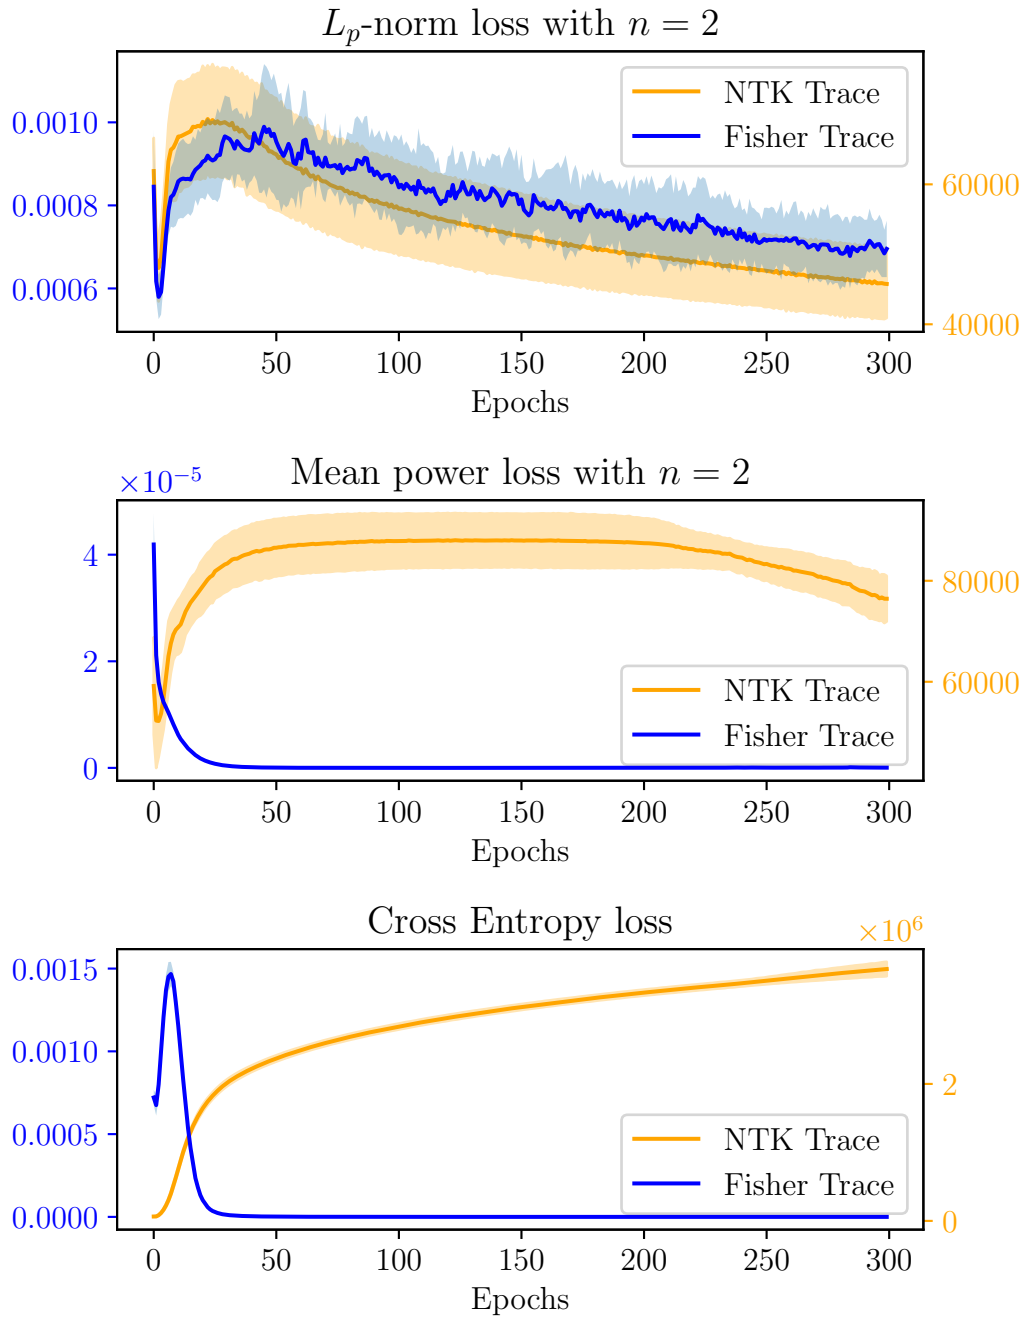 L_p-norm loss with n = 2
NTK Trace
Fisher Trace
0.0010
0.0008
0.0006
60000
40000
0 50 100 150 200 250 300
Epochs
×10⁻⁵
Mean power loss with n = 2
4
2
0
80000
60000
NTK Trace
Fisher Trace
0 50 100 150 200 250 300
Epochs
Cross Entropy loss
×10⁶
0.0015
0.0010
0.0005
0.0000
2
0
NTK Trace
Fisher Trace
0 50 100 150 200 250 300
Epochs